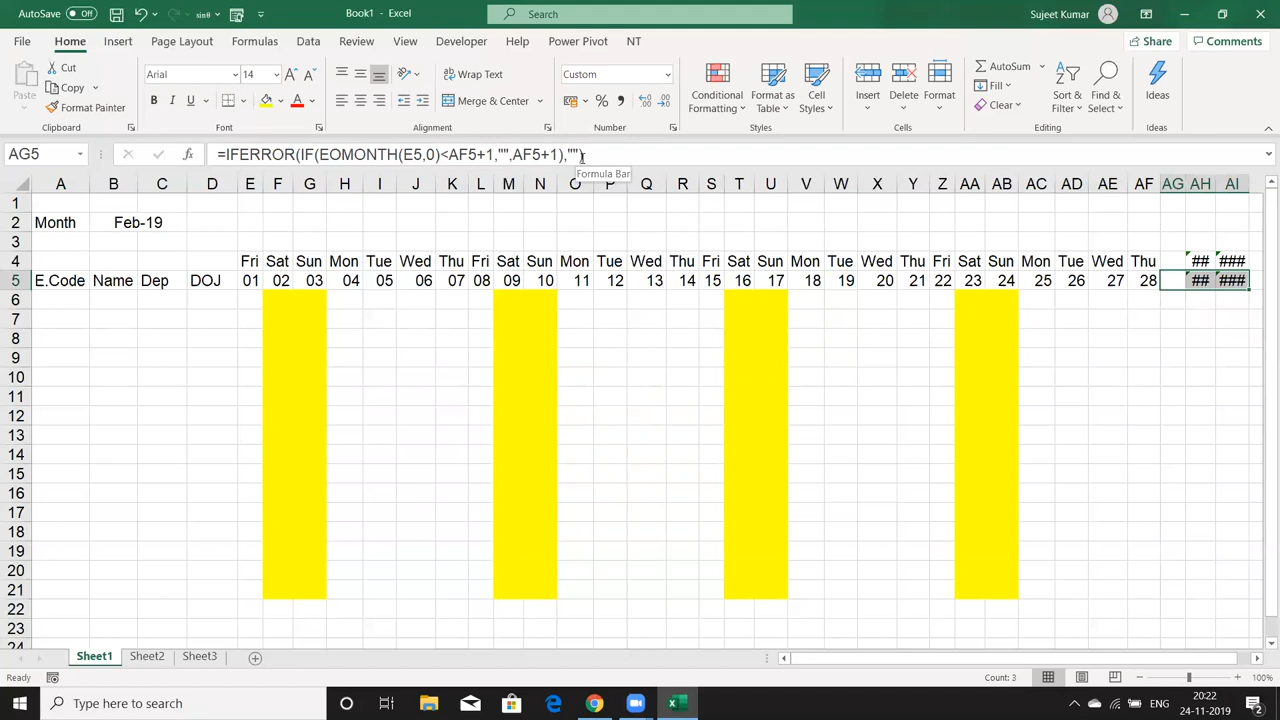 AutoSave Off sinθ Book1 - Excel Search Sujeet Kumar
File Home Insert Page Layout Formulas Data Review View Developer Help Power Pivot NT Share Comments
Paste Cut Copy Format Painter
Arial 14 A A B I U A
Wrap Text Merge & Center
Custom % ,
Conditional Formatting Format as Table Cell Styles
Insert Delete Format
AutoSum Fill Clear Sort & Filter Find & Select Ideas
Clipboard Font Alignment Number Styles Cells Editing Ideas
AG5 fx =IFERROR(IF(EOMONTH(E5,0)<AF5+1,"",AF5+1),"")
Formula Bar
A B C D E F G H I J K L M N O P Q R S T U V W X Y Z AA AB AC AD AE AF AG AH AI
1
2 Month Feb-19
3
4 Fri Sat Sun Mon Tue Wed Thu Fri Sat Sun Mon Tue Wed Thu Fri Sat Sun Mon Tue Wed Thu Fri Sat Sun Mon Tue Wed Thu ## ###
5 E.Code Name Dep DOJ 01 02 03 04 05 06 07 08 09 10 11 12 13 14 15 16 17 18 19 20 21 22 23 24 25 26 27 28 ## ###
6
7
8
9
10
11
12
13
14
15
16
17
18
19
20
21
22
23
24
Sheet1 Sheet2 Sheet3
Ready Count: 3 100%
Type here to search ENG 20:22
24-11-2019 2